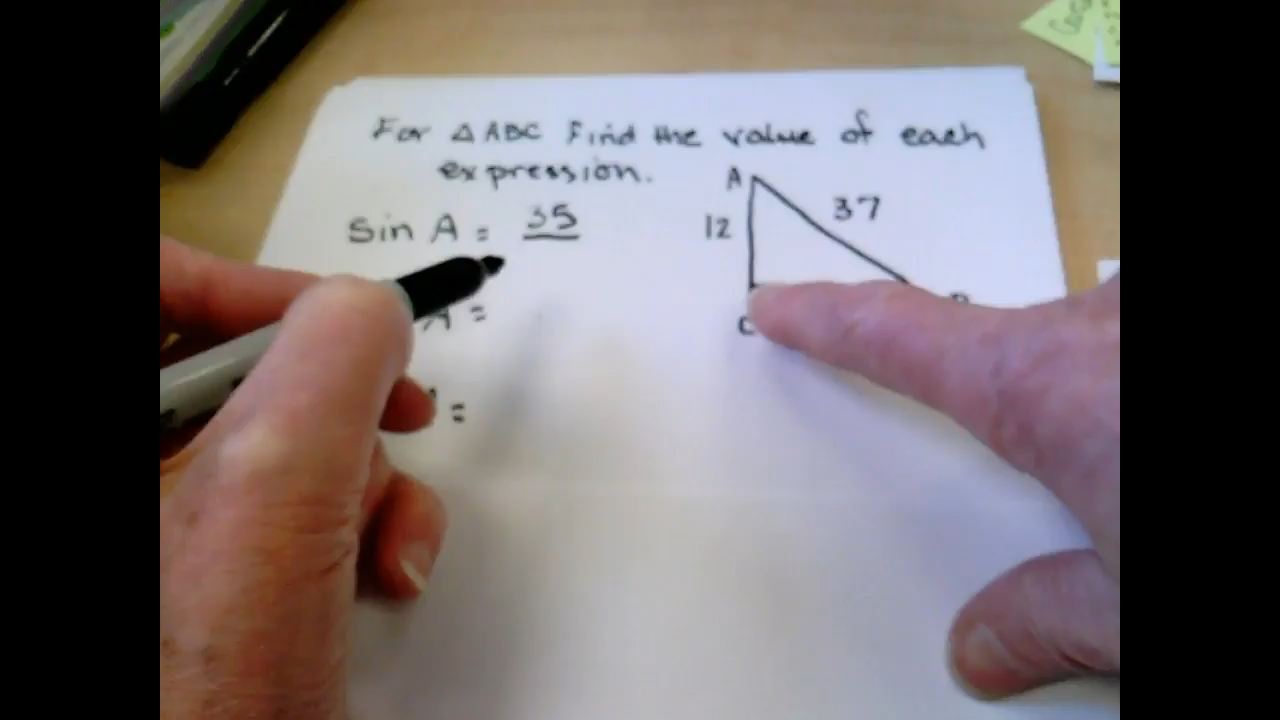 For △ABC Find the value of each
expression.
sin A = 35
A =
=
A
12
37
C
B